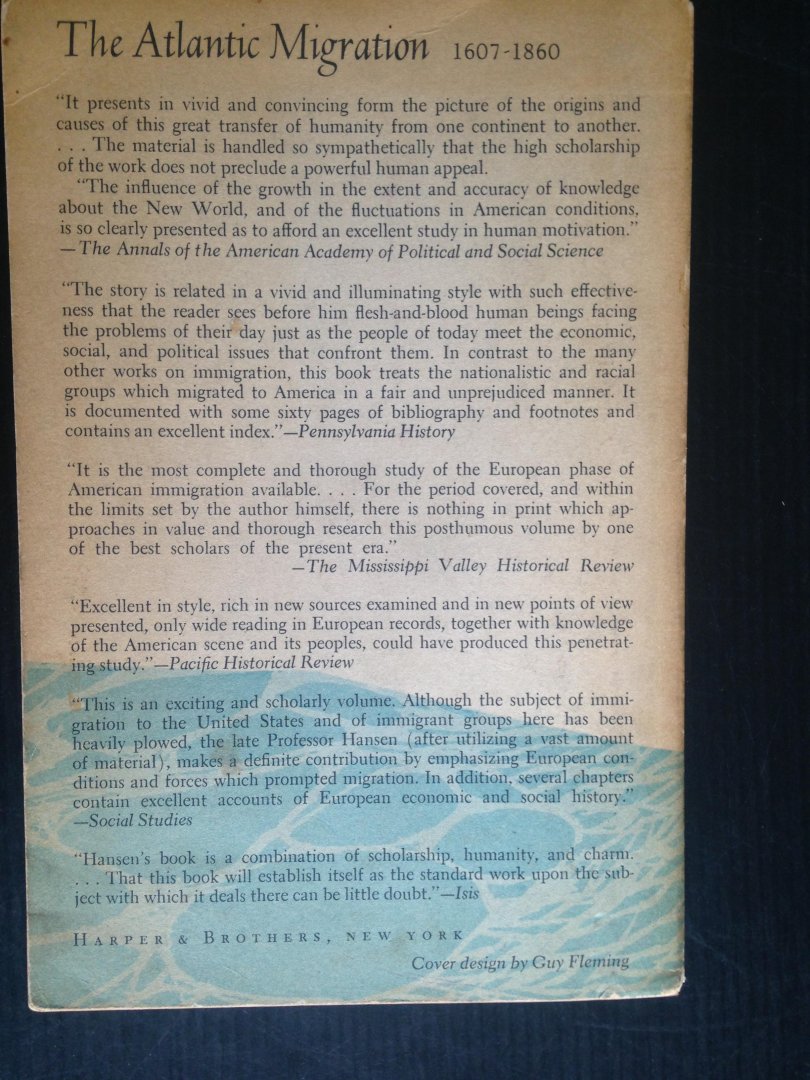 The Atlantic Migration 1607-1860
"It presents in vivid and convincing form the picture of the origins and
causes of this great transfer of humanity from one continent to another.
. . . The material is handled so sympathetically that the high scholarship
of the work does not preclude a powerful human appeal.
"The influence of the growth in the extent and accuracy of knowledge
about the New World, and of the fluctuations in American conditions,
is so clearly presented as to afford an excellent study in human motivation."
—The Annals of the American Academy of Political and Social Science
"The story is related in a vivid and illuminating style with such effective-
ness that the reader sees before him flesh-and-blood human beings facing
the problems of their day just as the people of today meet the economic,
social, and political issues that confront them. In contrast to the many
other works on immigration, this book treats the nationalistic and racial
groups which migrated to America in a fair and unprejudiced manner. It
is documented with some sixty pages of bibliography and footnotes and
contains an excellent index."—Pennsylvania History
"It is the most complete and thorough study of the European phase of
American immigration available. . . . For the period covered, and within
the limits set by the author himself, there is nothing in print which ap-
proaches in value and thorough research this posthumous volume by one
of the best scholars of the present era."
—The Mississippi Valley Historical Review
"Excellent in style, rich in new sources examined and in new points of view
presented, only wide reading in European records, together with knowledge
of the American scene and its peoples, could have produced this penetrat-
ing study."—Pacific Historical Review
"This is an exciting and scholarly volume. Although the subject of immi-
gration to the United States and of immigrant groups here has been
heavily plowed, the late Professor Hansen (after utilizing a vast amount
of material), makes a definite contribution by emphasizing European con-
ditions and forces which prompted migration. In addition, several chapters
contain excellent accounts of European economic and social history."
—Social Studies
"Hansen's book is a combination of scholarship, humanity, and charm.
. . . That this book will establish itself as the standard work upon the sub-
ject with which it deals there can be little doubt."—Isis
HARPER & BROTHERS, NEW YORK
Cover design by Guy Fleming